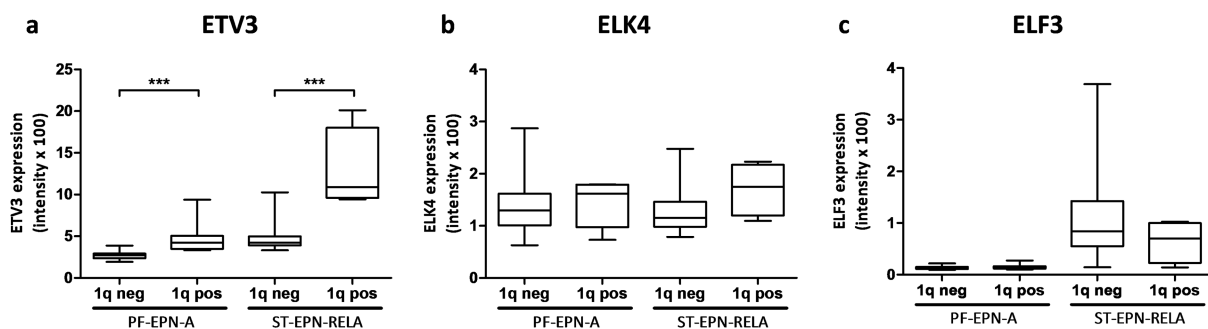 a ETV3
ETV3 expression
(intensity x 100)
25
20
15
10
5
0
***
***
1q neg 1q pos 1q neg 1q pos
PF-EPN-A ST-EPN-RELA
b ELK4
ELK4 expression
(intensity x 100)
4
3
2
1
0
1q neg 1q pos 1q neg 1q pos
PF-EPN-A ST-EPN-RELA
c ELF3
ELF3 expression
(intensity x 100)
4
3
2
1
0
1q neg 1q pos 1q neg 1q pos
PF-EPN-A ST-EPN-RELA